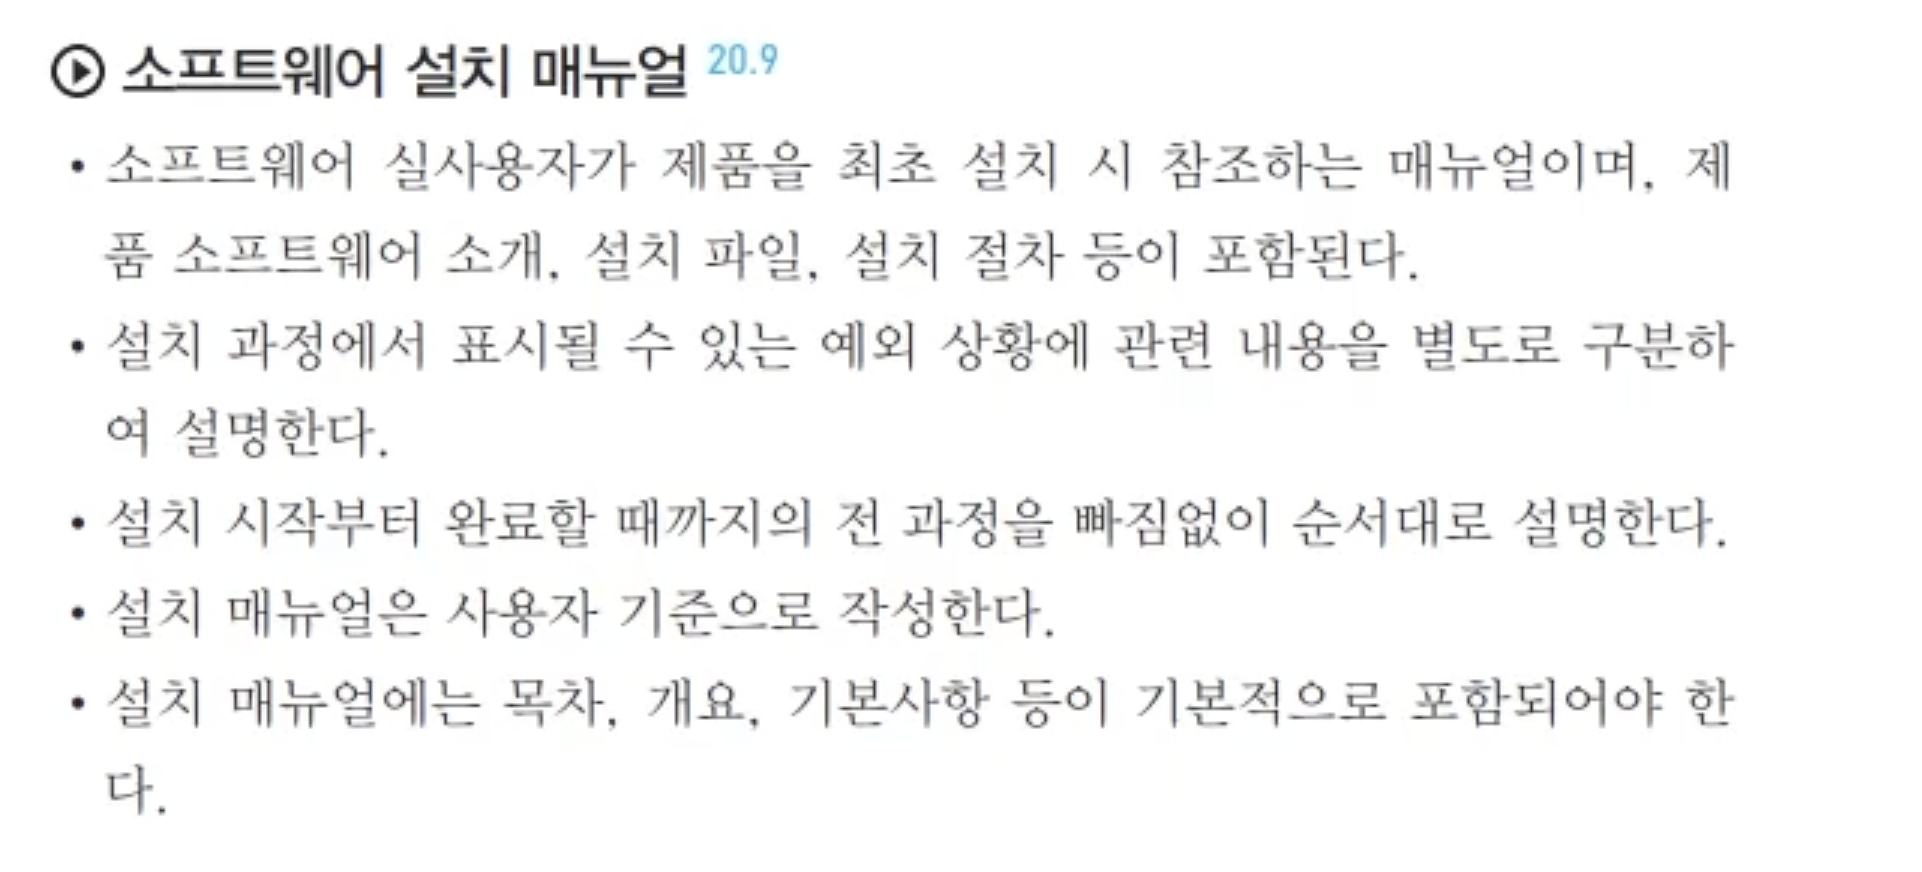 소프트웨어 설치 매뉴얼 20.9
• 소프트웨어 실사용자가 제품을 최초 설치 시 참조하는 매뉴얼이며, 제
품 소프트웨어 소개, 설치 파일, 설치 절차 등이 포함된다.
• 설치 과정에서 표시될 수 있는 예외 상황에 관련 내용을 별도로 구분하
여 설명한다.
• 설치 시작부터 완료할 때까지의 전 과정을 빠짐없이 순서대로 설명한다.
• 설치 매뉴얼은 사용자 기준으로 작성한다.
• 설치 매뉴얼에는 목차, 개요, 기본사항 등이 기본적으로 포함되어야 한
다.